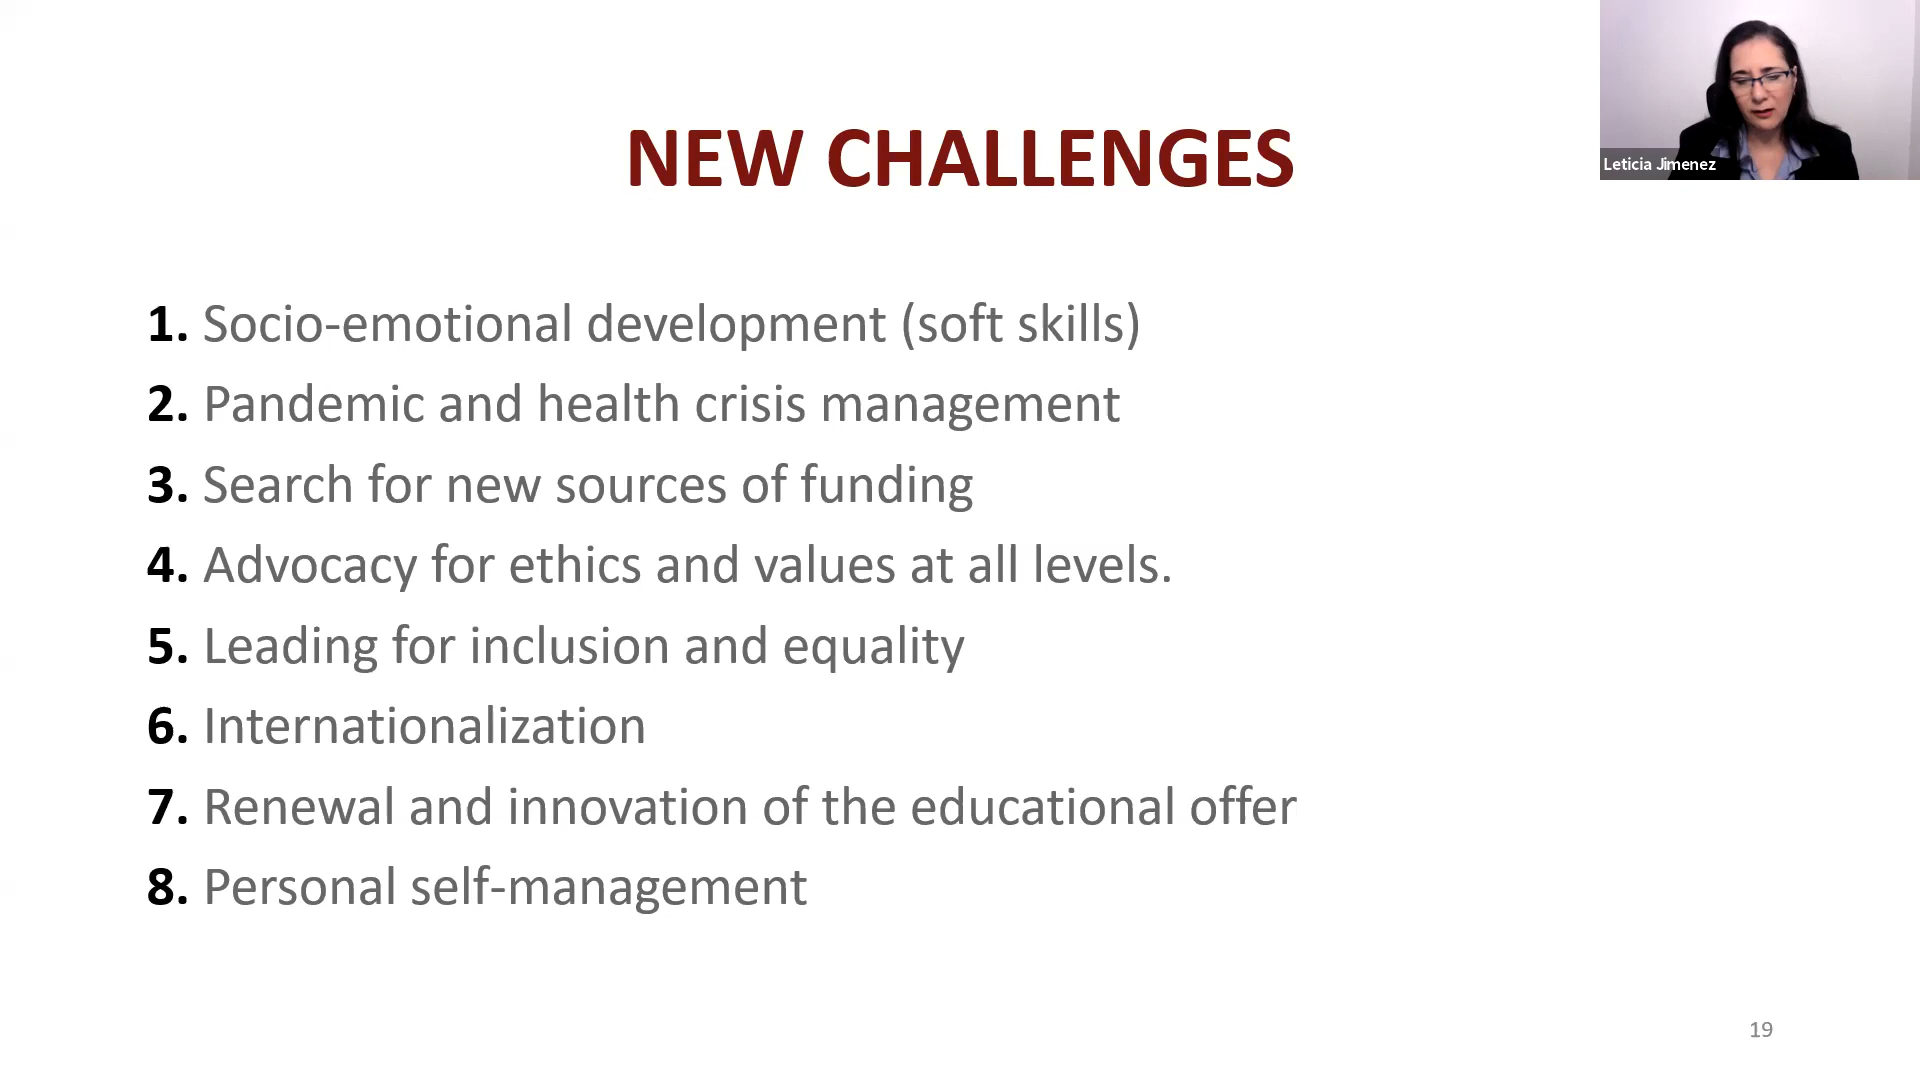 NEW CHALLENGES
Leticia Jimenez
1. Socio-emotional development (soft skills)
2. Pandemic and health crisis management
3. Search for new sources of funding
4. Advocacy for ethics and values at all levels.
5. Leading for inclusion and equality
6. Internationalization
7. Renewal and innovation of the educational offer
8. Personal self-management
19